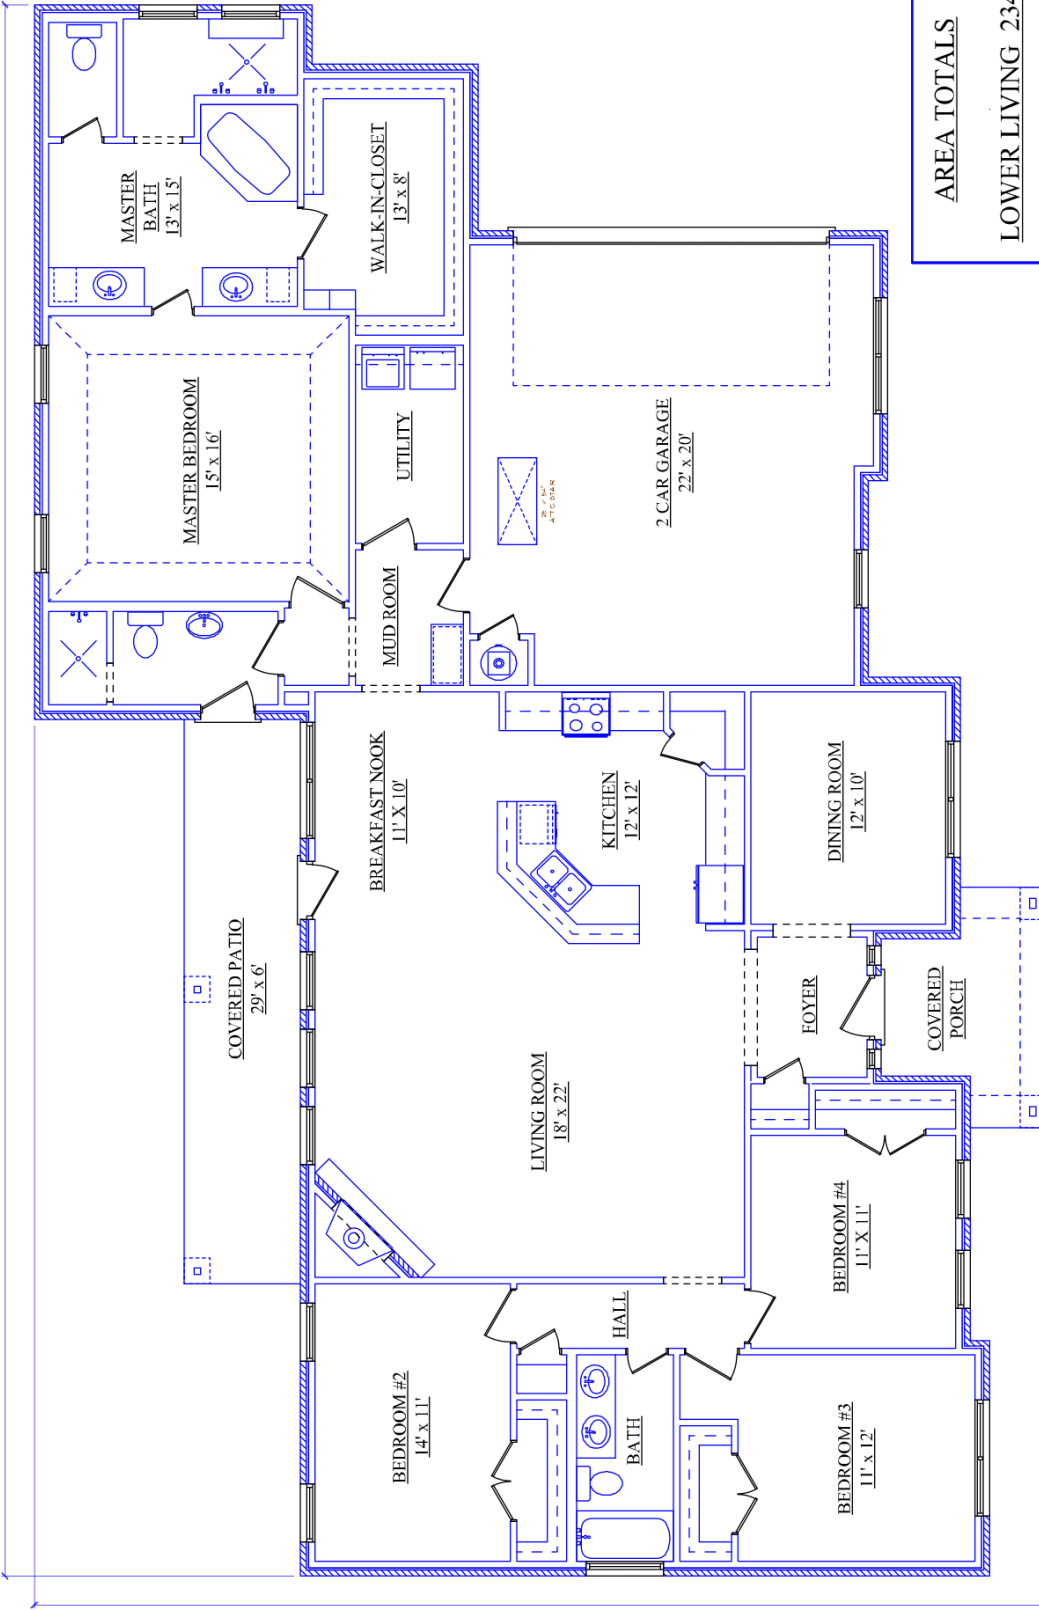 MASTER
BATH
13' x 15'
MASTER BEDROOM
15' x 16'
WALK-IN-CLOSET
13' x 8'
UTILITY
MUD ROOM
COVERED PATIO
29' x 6'
BREAKFAST NOOK
11' X 10'
KITCHEN
12' x 12'
LIVING ROOM
18' x 22'
2 CAR GARAGE
22' x 20'
DINING ROOM
12' x 10'
FOYER
COVERED
PORCH
BEDROOM #2
14' x 11'
HALL
BATH
BEDROOM #4
11' X 11'
BEDROOM #3
11' x 12'
AREA TOTALS
LOWER LIVING 234